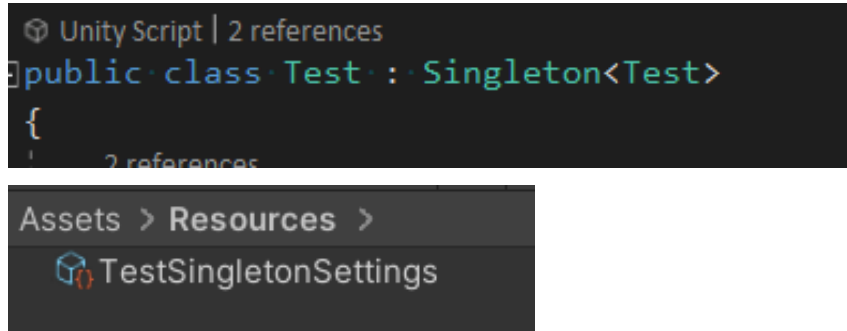 Unity Script | 2 references
public class Test : Singleton<Test>
{
2 references
Assets > Resources >
TestSingletonSettings